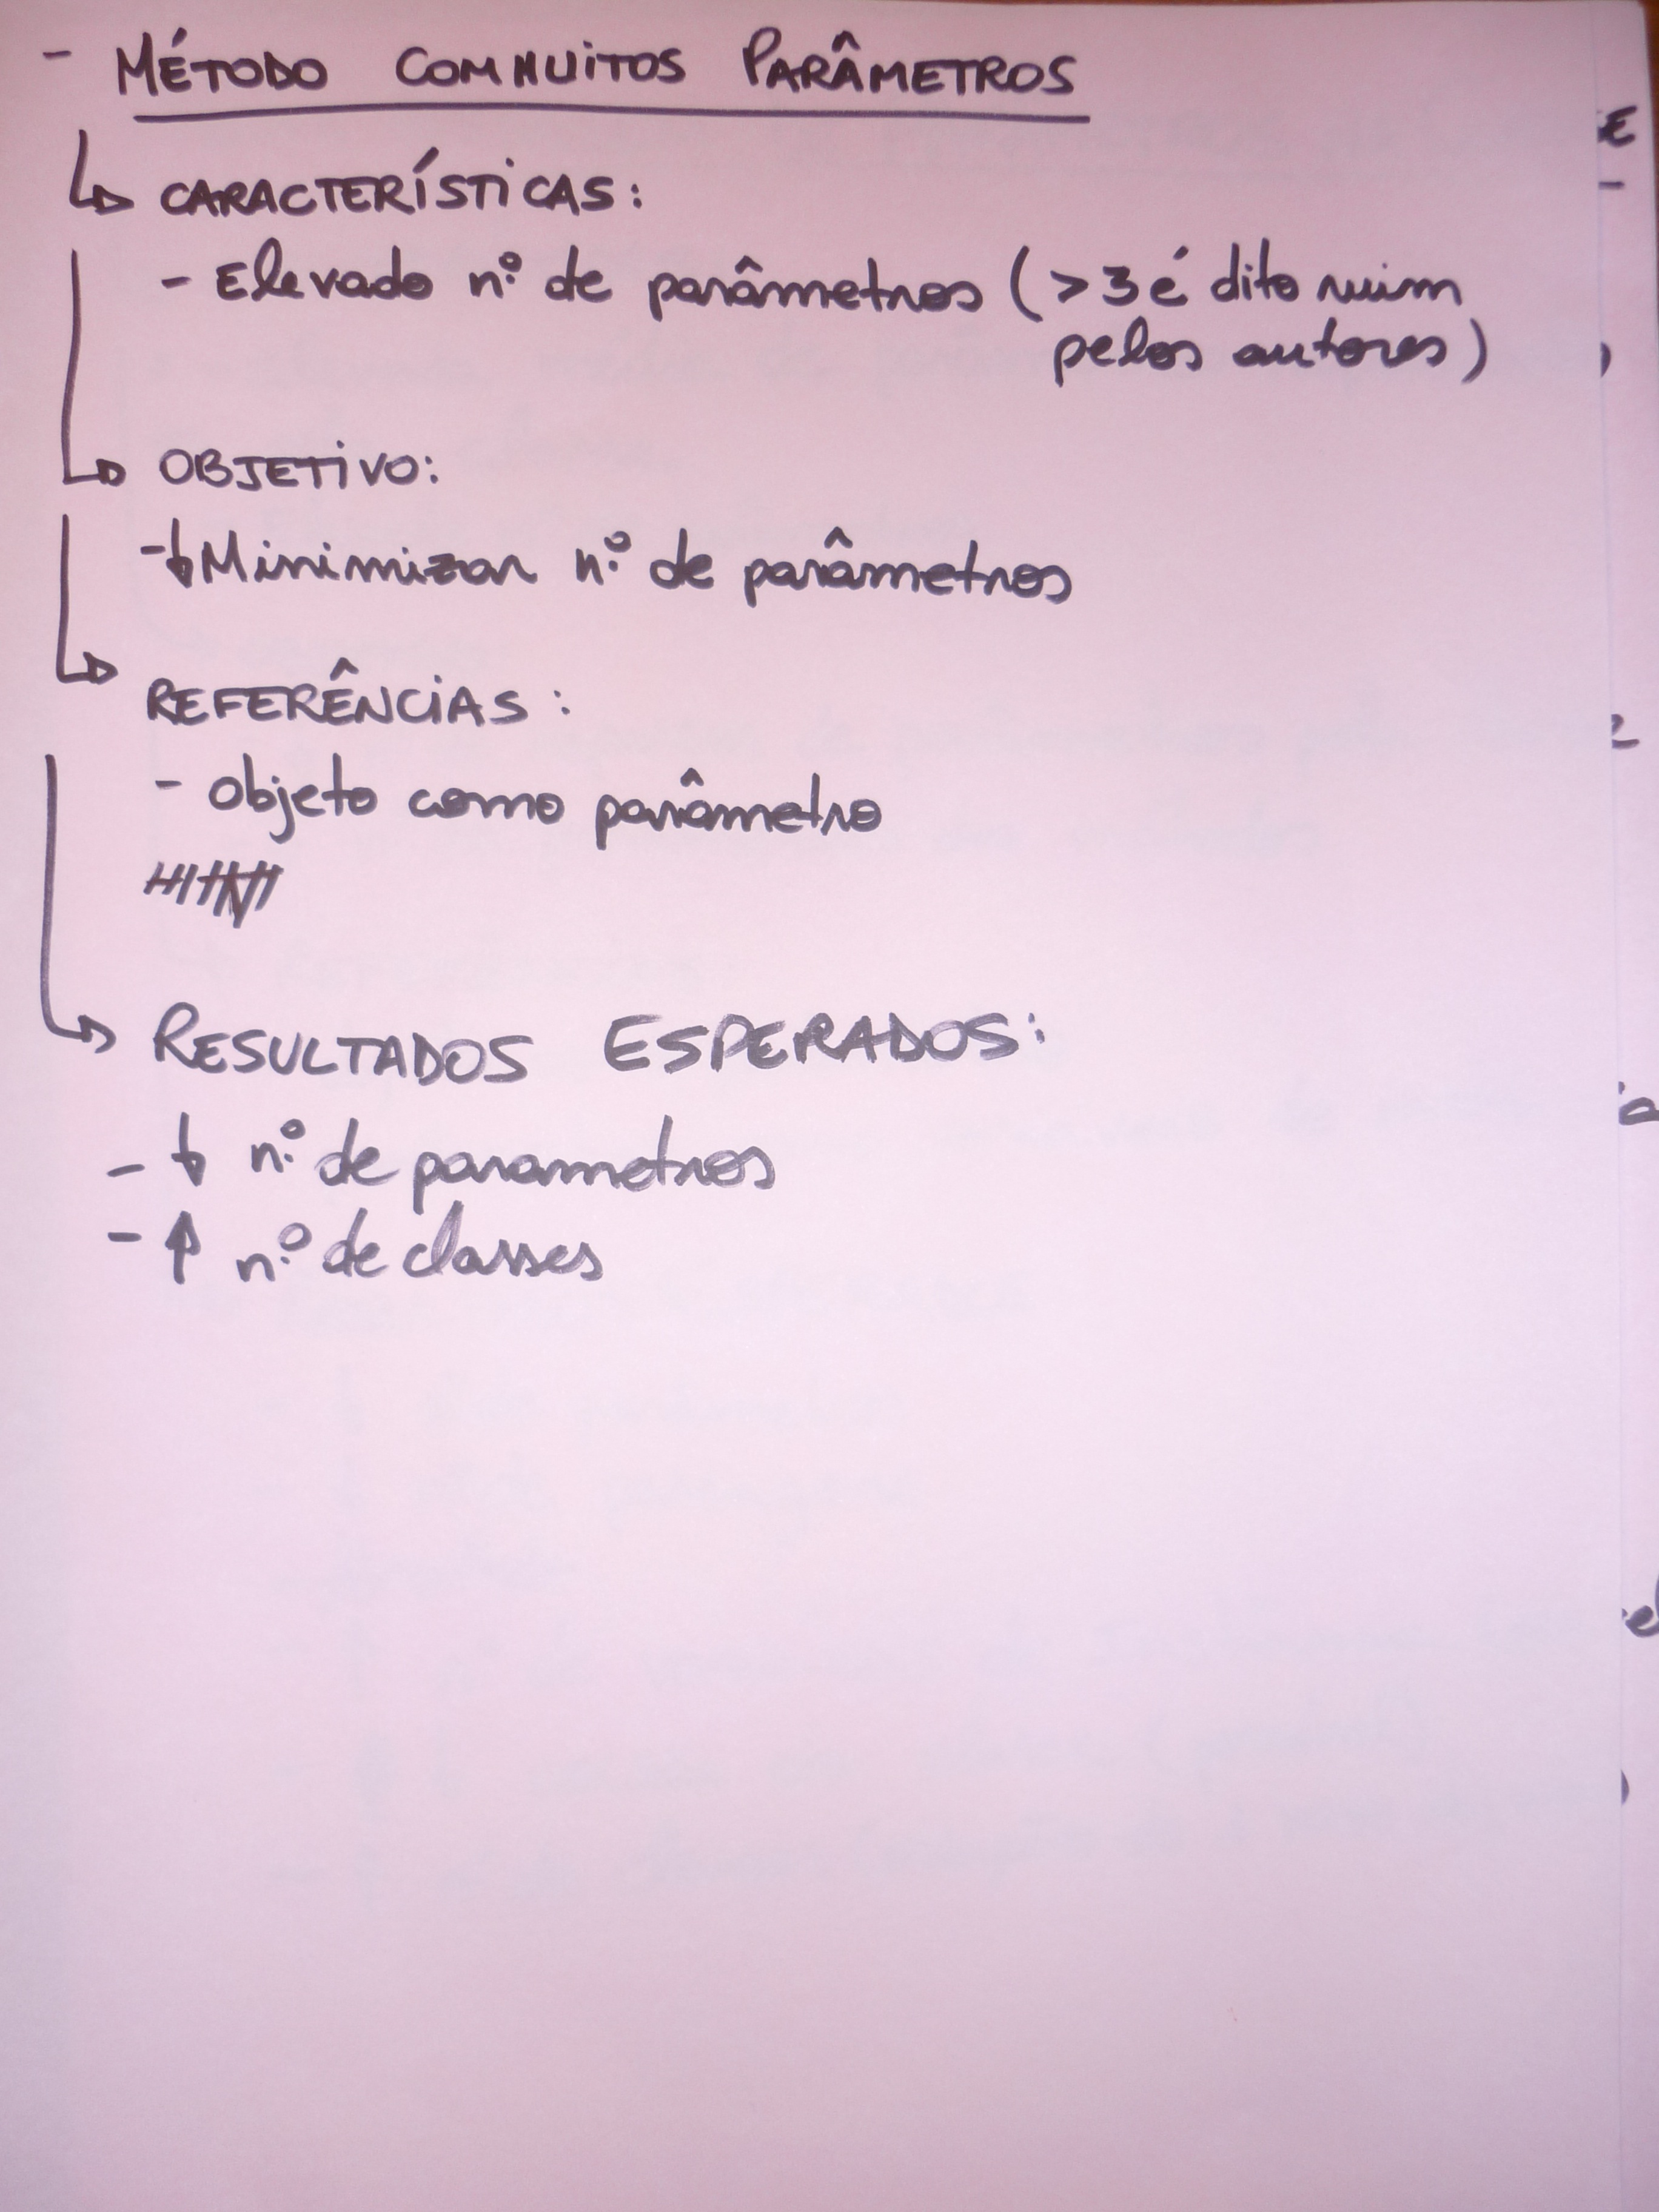 - MÉTODO COM MUITOS PARÂMETROS
↳ CARACTERÍSTICAS:
- Elevado nº de parâmetros (>3 é dito ruim
pelos autores)
↳ OBJETIVO:
-↓Minimizar nº de parâmetros
↳ REFERÊNCIAS:
- Objeto como parâmetro
↳ RESULTADOS ESPERADOS:
- ↓ nº de parametros
- ↑ nº de classes